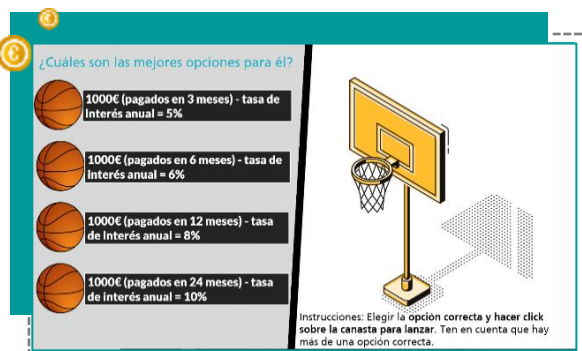 ¿Cuáles son las mejores opciones para él?
1000€ (pagados en 3 meses) - tasa de
Interés anual = 5%
1000€ (pagados en 6 meses) - tasa de
interés anual = 6%
1000€ (pagados en 12 meses) - tasa
de interés anual = 8%
1000€ (pagados en 24 meses) - tasa
de interés anual = 10%
Instrucciones: Elegir la opción correcta y hacer click
sobre la canasta para lanzar. Ten en cuenta que hay
más de una opción correcta.